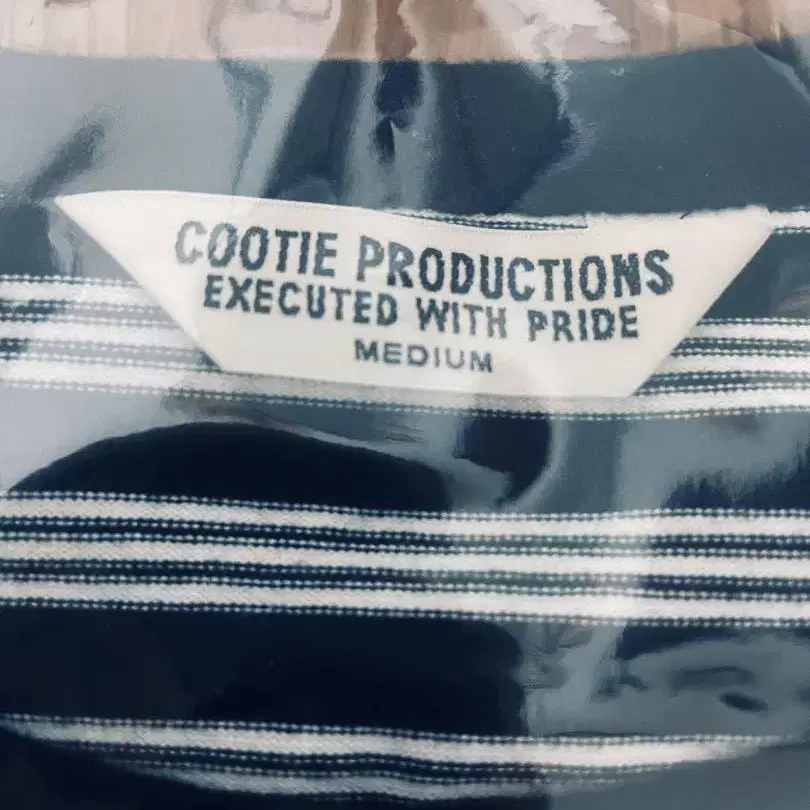 COOTIE PRODUCTIONS
EXECUTED WITH PRIDE
MEDIUM